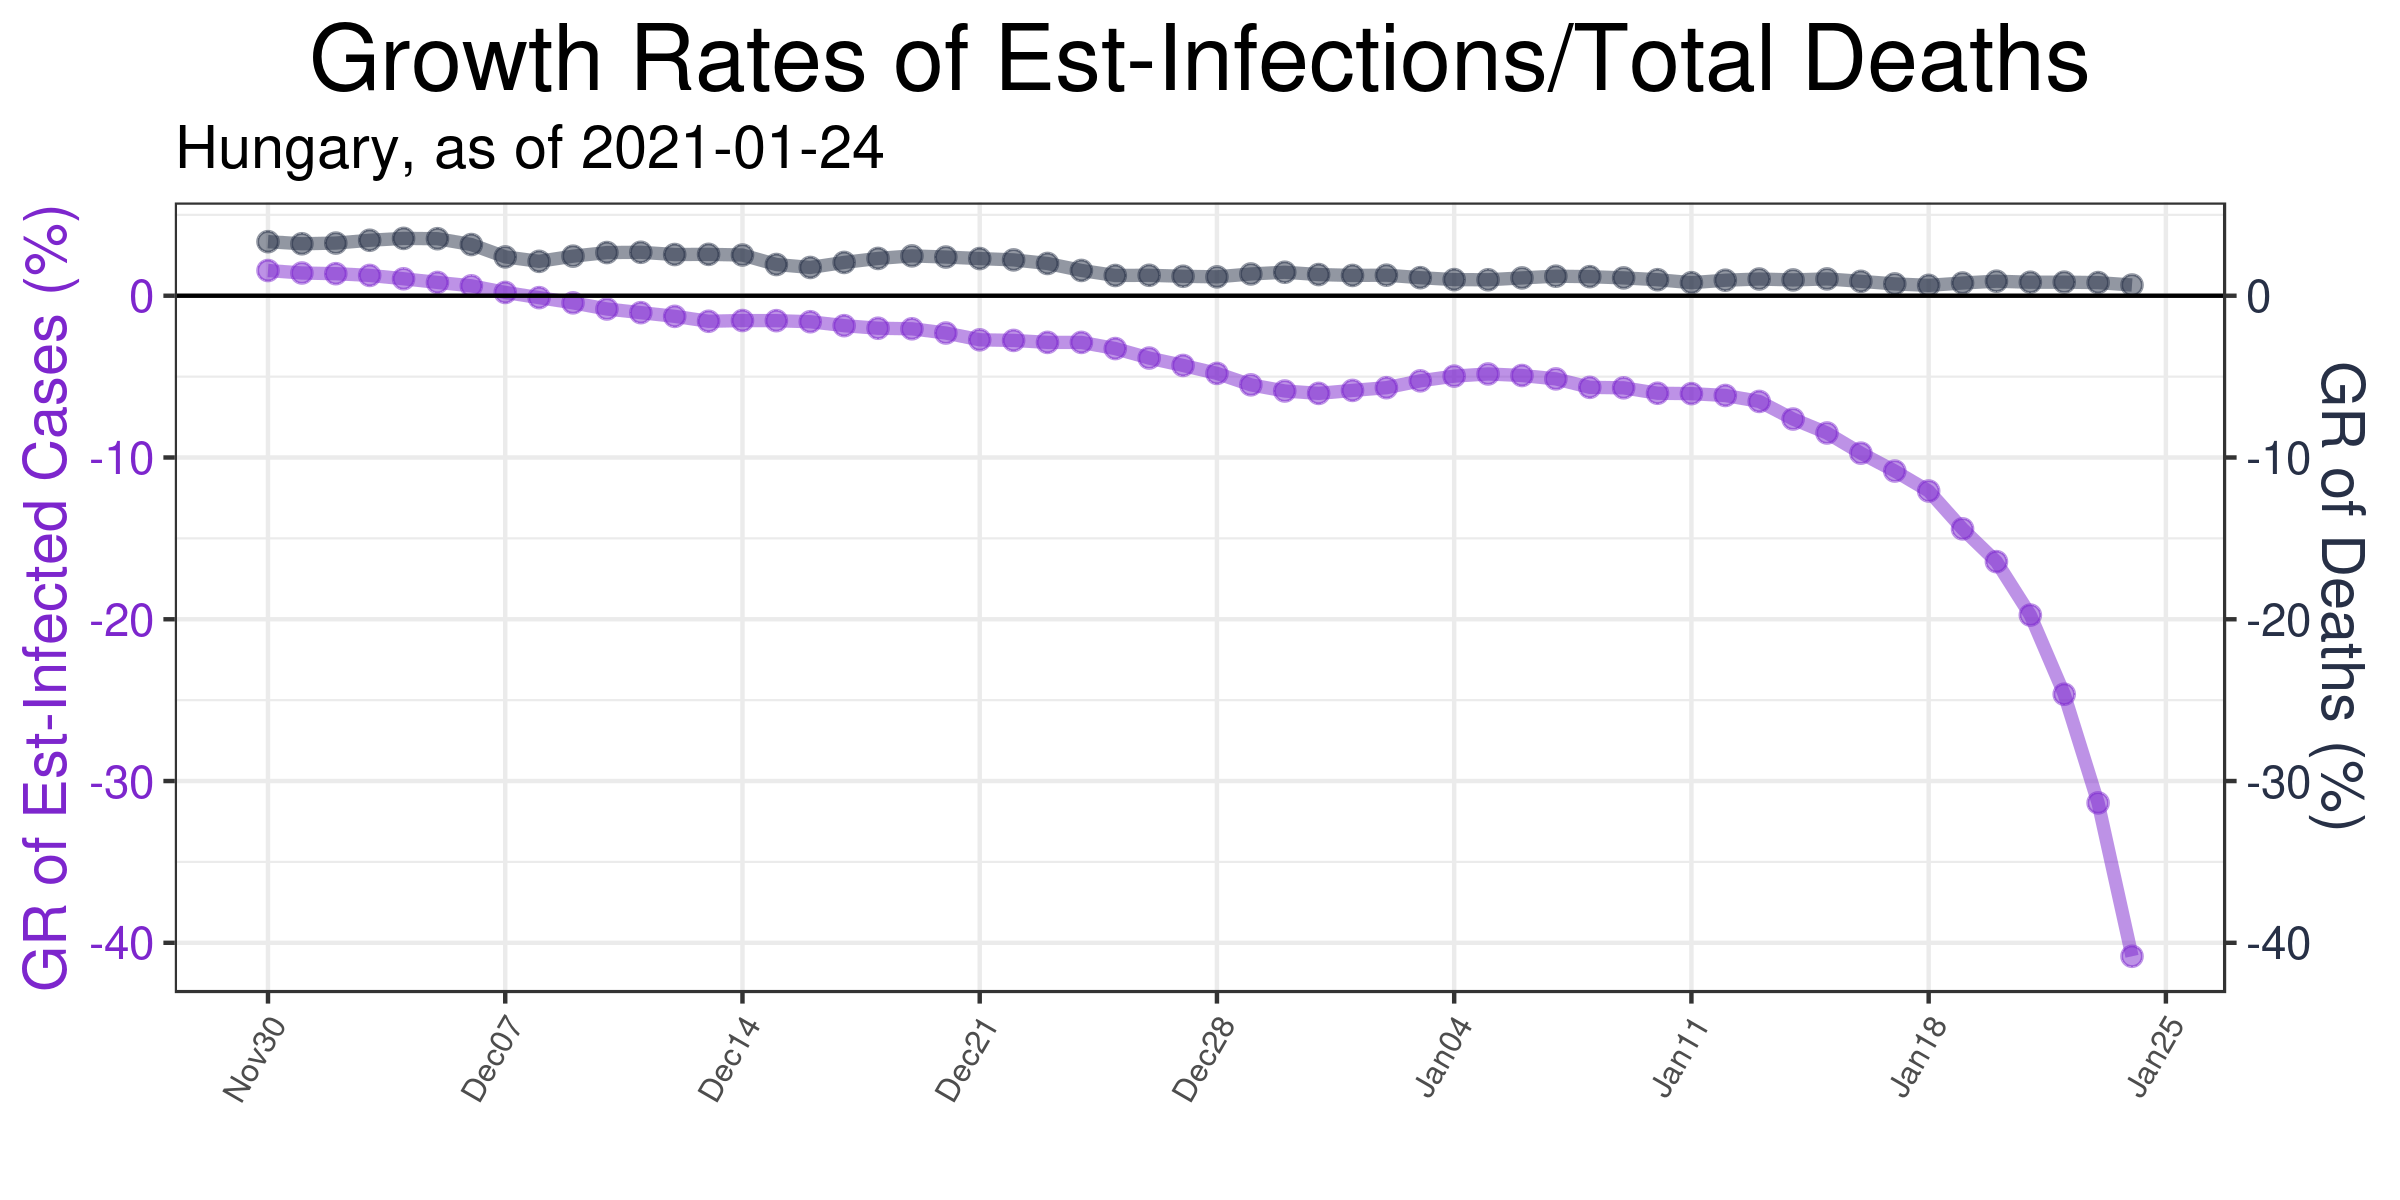 Growth Rates of Est-Infections/Total Deaths
Hungary, as of 2021-01-24
GR of Est-Infected Cases (%)
0
-10
-20
-30
-40
0
-10
-20
-30
-40
GR of Deaths (%)
Nov30
Dec07
Dec14
Dec21
Dec28
Jan04
Jan11
Jan18
Jan25